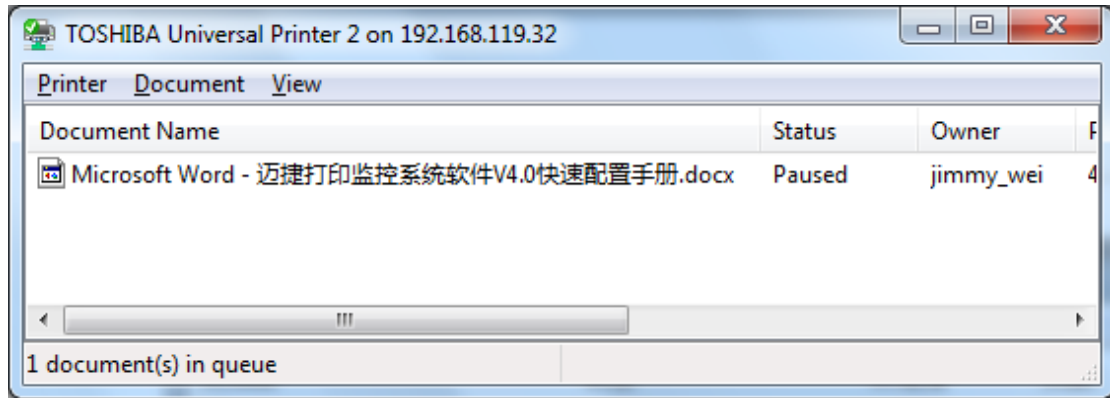 TOSHIBA Universal Printer 2 on 192.168.119.32
Printer Document View
Document Name Status Owner
Microsoft Word - 迈捷打印监控系统软件V4.0快速配置手册.docx Paused jimmy_wei
1 document(s) in queue